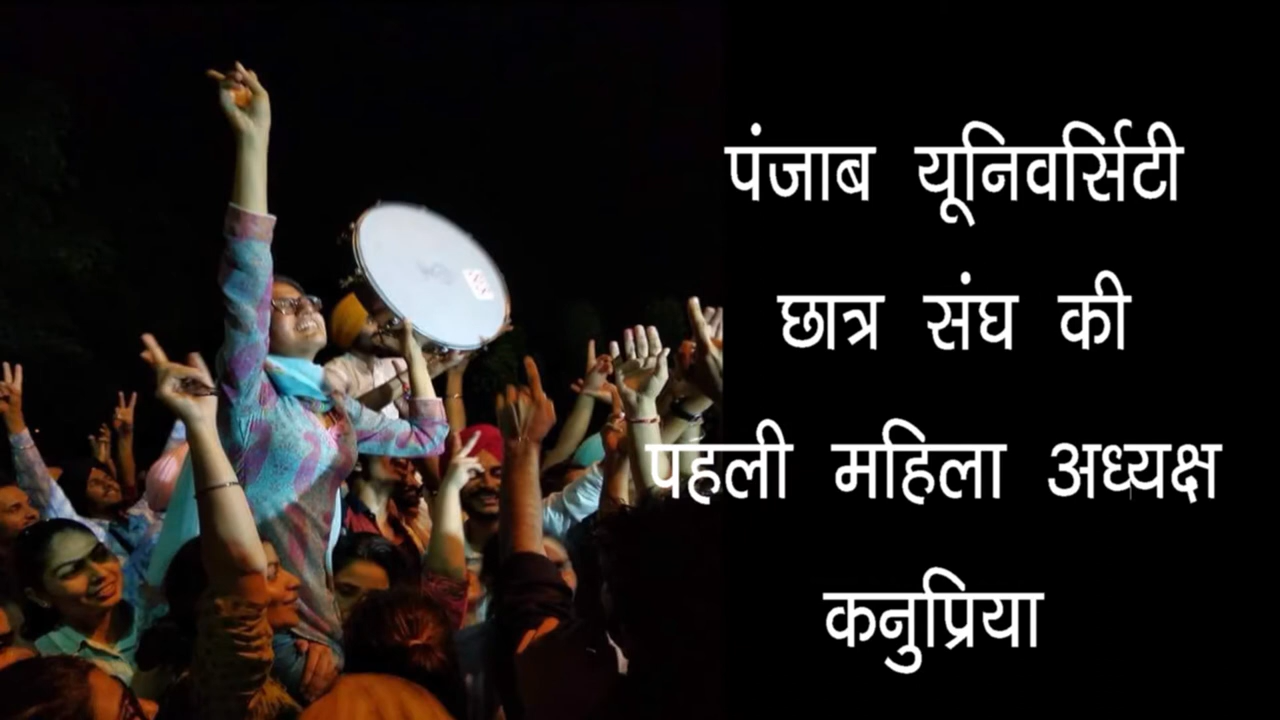 पंजाब यूनिवर्सिटी
छात्र संघ की
पहली महिला अध्यक्ष
कनुप्रिया